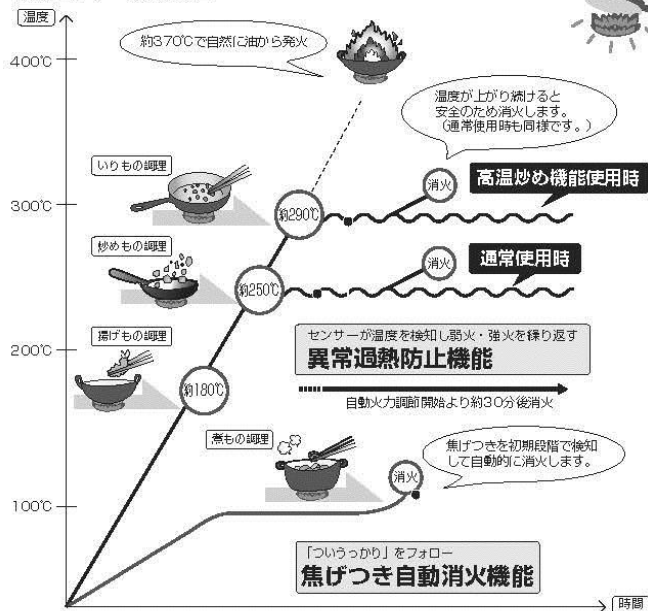 温度
400℃
約370℃で自然に油から発火
温度が上がり続けると
安全のため消火します。
（通常使用時も同様です。）
いりもの調理
消火
高温炒め機能使用時
300℃
約290℃
炒めもの調理
消火
通常使用時
約250℃
揚げもの調理
センサーが温度を検知し弱火・強火を繰り返す
異常過熱防止機能
200℃
約180℃
自動火力調節開始より約30分後消火
煮もの調理
焦げつきを初期段階で検知
して自動的に消火します。
消火
100℃
「ついうっかり」をフォロー
焦げつき自動消火機能
時間